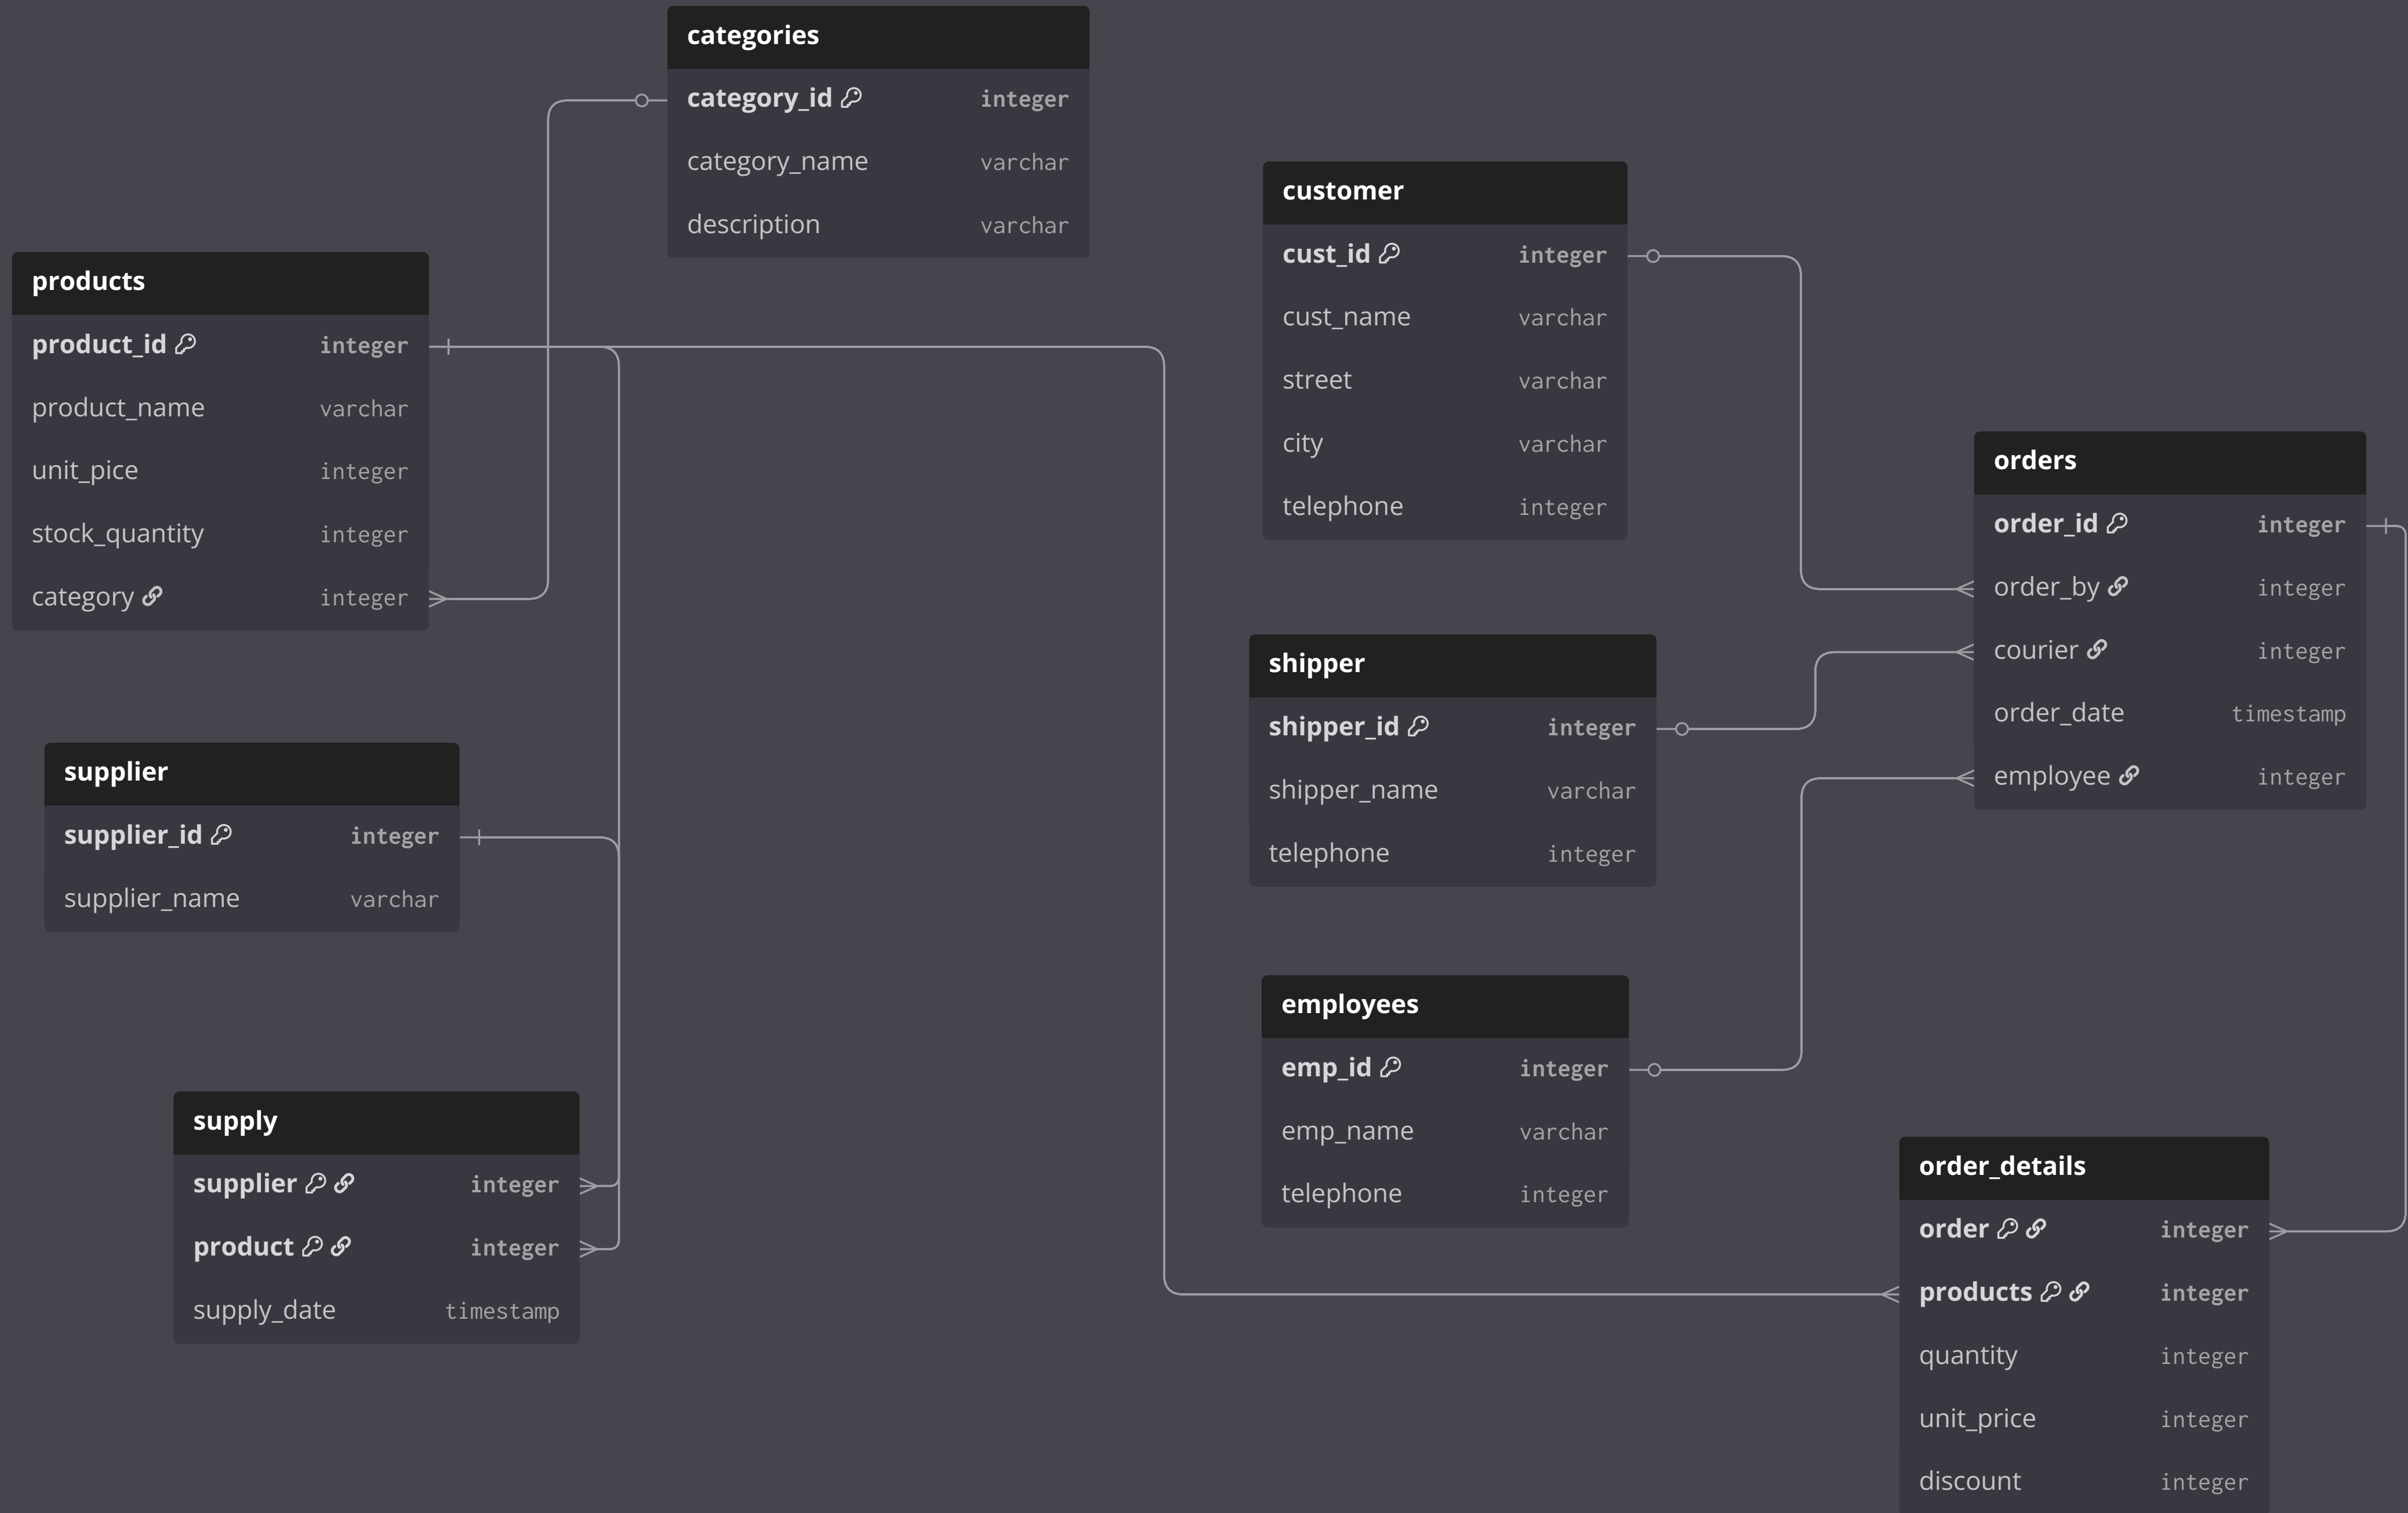 categories
category_id integer
category_name varchar
description varchar
products
product_id integer
product_name varchar
unit_pice integer
stock_quantity integer
category integer
customer
cust_id integer
cust_name varchar
street varchar
city varchar
telephone integer
orders
order_id integer
order_by integer
courier integer
order_date timestamp
employee integer
shipper
shipper_id integer
shipper_name varchar
telephone integer
supplier
supplier_id integer
supplier_name varchar
employees
emp_id integer
emp_name varchar
telephone integer
supply
supplier integer
product integer
supply_date timestamp
order_details
order integer
products integer
quantity integer
unit_price integer
discount integer